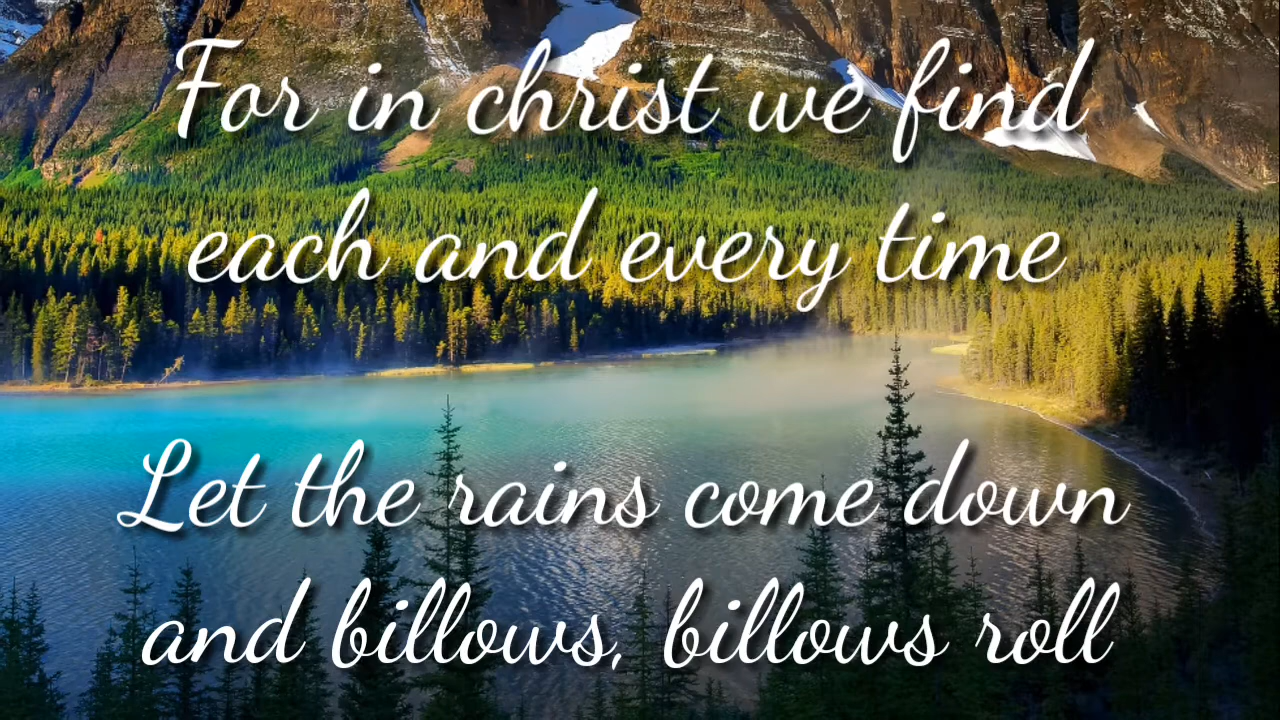 For in christ we find
each and every time
Let the rains come down
and billows, billows roll